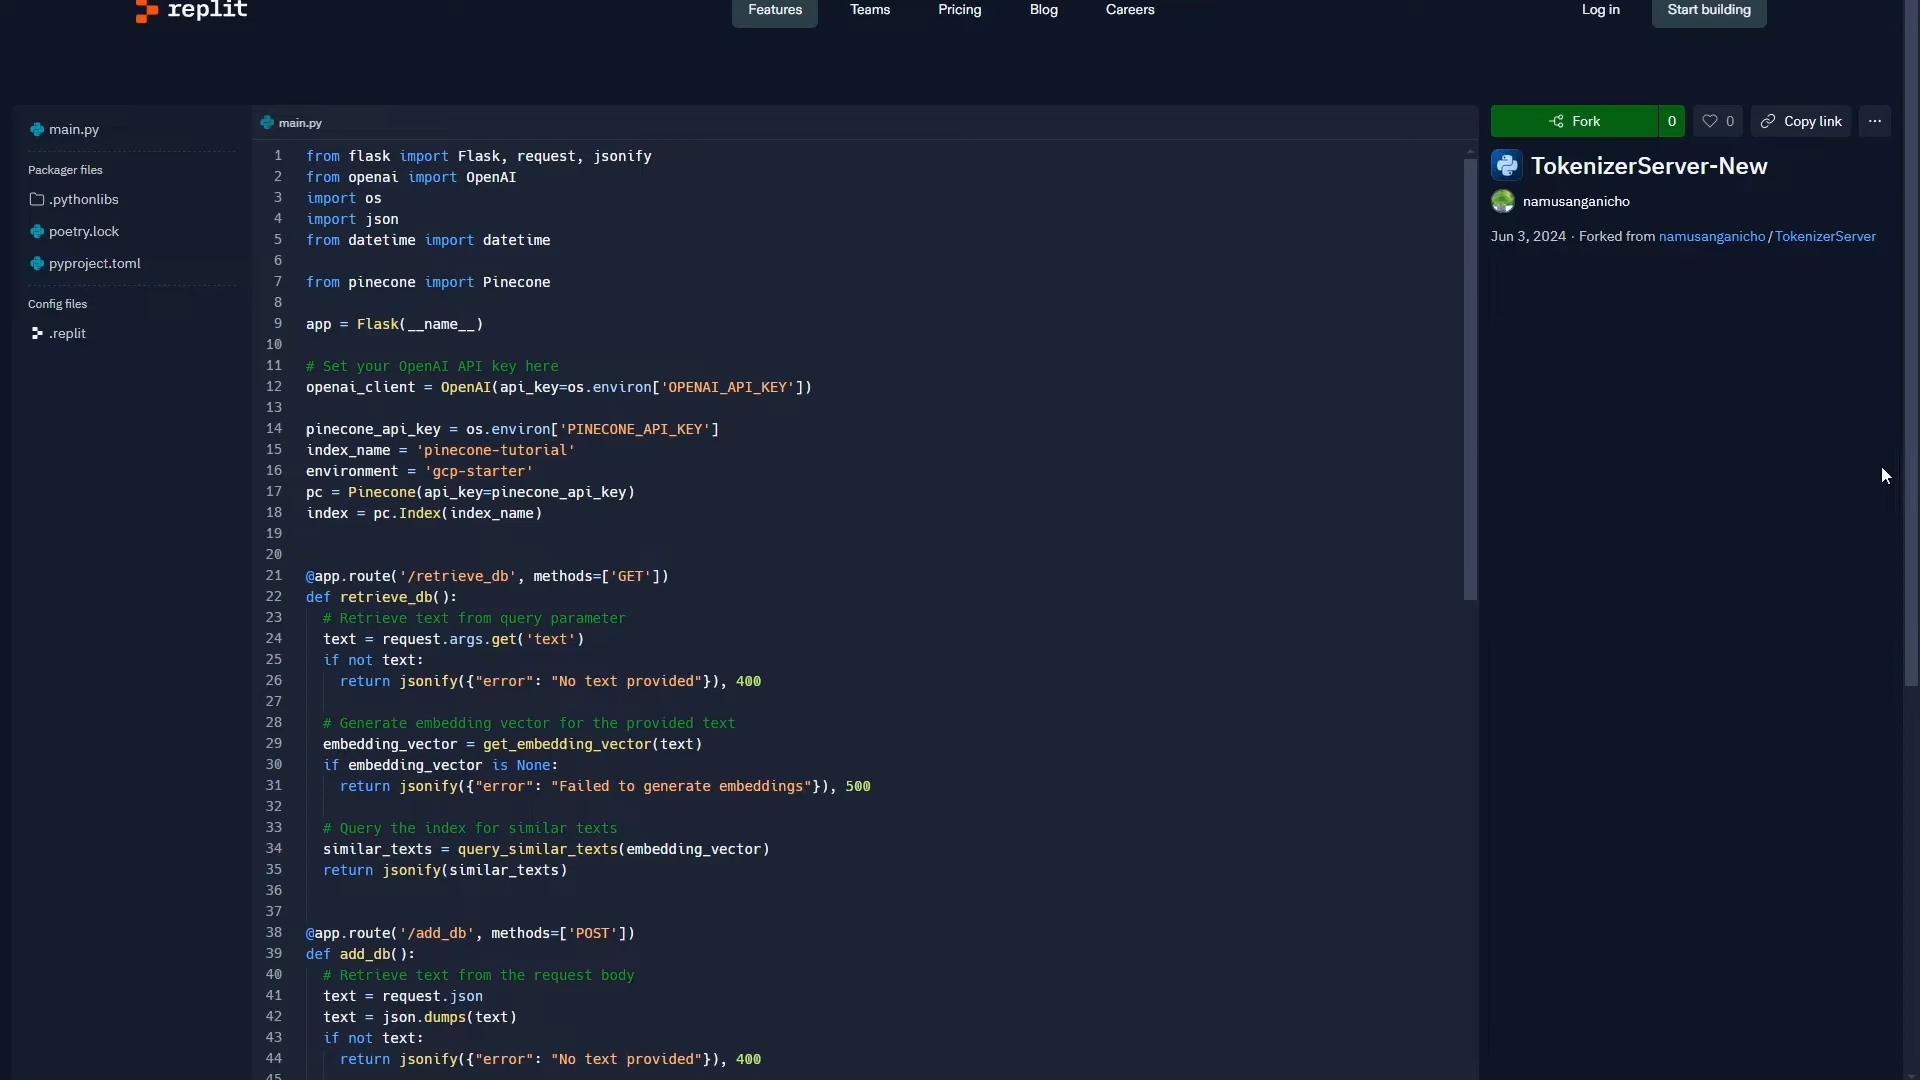 replit
Features
Teams
Pricing
Blog
Careers
Log in
Start building
main.py
Packager files
.pythonlibs
poetry.lock
pyproject.toml
Config files
.replit
main.py
1 from flask import Flask, request, jsonify
2 from openai import OpenAI
3 import os
4 import json
5 from datetime import datetime
6
7 from pinecone import Pinecone
8
9 app = Flask(__name__)
10
11 # Set your OpenAI API key here
12 openai_client = OpenAI(api_key=os.environ['OPENAI_API_KEY'])
13
14 pinecone_api_key = os.environ['PINECONE_API_KEY']
15 index_name = 'pinecone-tutorial'
16 environment = 'gcp-starter'
17 pc = Pinecone(api_key=pinecone_api_key)
18 index = pc.Index(index_name)
19
20
21 @app.route('/retrieve_db', methods=['GET'])
22 def retrieve_db():
23 # Retrieve text from query parameter
24 text = request.args.get('text')
25 if not text:
26 return jsonify({"error": "No text provided"}), 400
27
28 # Generate embedding vector for the provided text
29 embedding_vector = get_embedding_vector(text)
30 if embedding_vector is None:
31 return jsonify({"error": "Failed to generate embeddings"}), 500
32
33 # Query the index for similar texts
34 similar_texts = query_similar_texts(embedding_vector)
35 return jsonify(similar_texts)
36
37
38 @app.route('/add_db', methods=['POST'])
39 def add_db():
40 # Retrieve text from the request body
41 text = request.json
42 text = json.dumps(text)
43 if not text:
44 return jsonify({"error": "No text provided"}), 400
45
Fork 0
0
Copy link
...
TokenizerServer-New
namusanganicho
Jun 3, 2024 · Forked from namusanganicho/TokenizerServer